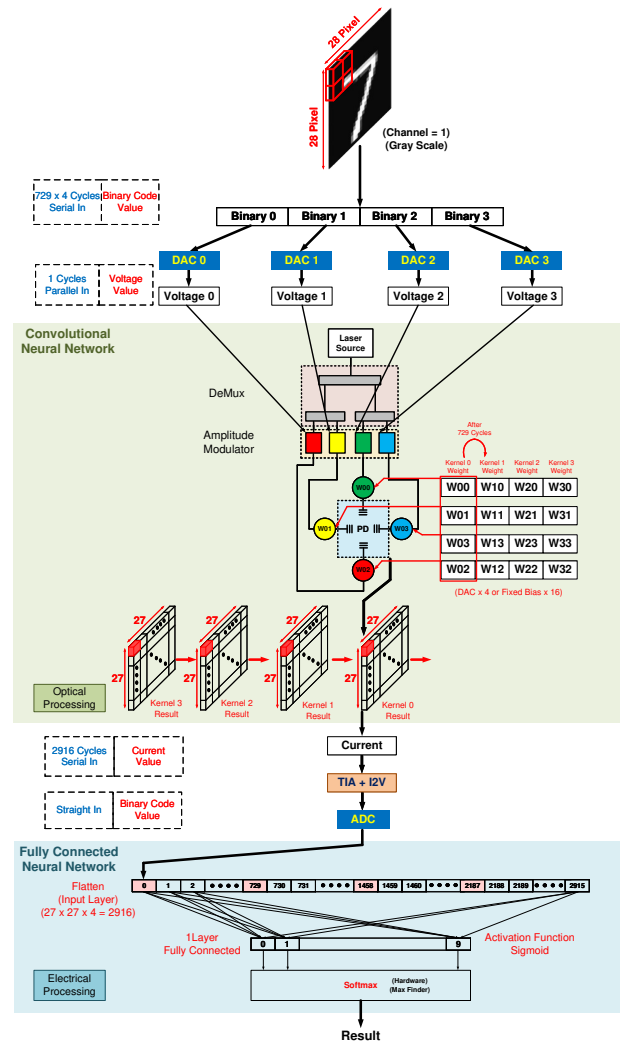 28 Pixel
28 Pixel
(Channel = 1)
(Gray Scale)
729 x 4 Cycles
Serial In
Binary Code
Value
Binary 0
Binary 1
Binary 2
Binary 3
DAC 0
DAC 1
DAC 2
DAC 3
1 Cycles
Parallel In
Voltage
Value
Voltage 0
Voltage 1
Voltage 2
Voltage 3
Convolutional
Neural Network
Laser
Source
DeMux
Amplitude
Modulator
After
729 Cycles
Kernel 0
Weight
Kernel 1
Weight
Kernel 2
Weight
Kernel 3
Weight
W00
W10
W20
W30
W01
W11
W21
W31
W03
W13
W23
W33
W02
W12
W22
W32
(DAC x 4 or Fixed Bias x 16)
W00
W01
PD
W03
W02
27
27
27
27
27
27
27
27
Kernel 3
Result
Kernel 2
Result
Kernel 1
Result
Kernel 0
Result
Optical
Processing
2916 Cycles
Serial In
Current
Value
Current
TIA + I2V
Straight In
Binary Code
Value
ADC
Fully Connected
Neural Network
Flatten
(Input Layer)
(27 x 27 x 4 = 2916)
0
1
2
729
730
731
1458
1459
1460
2187
2188
2189
2915
1Layer
Fully Connected
0
1
9
Activation Function
Sigmoid
Electrical
Processing
Softmax
(Hardware)
(Max Finder)
Result